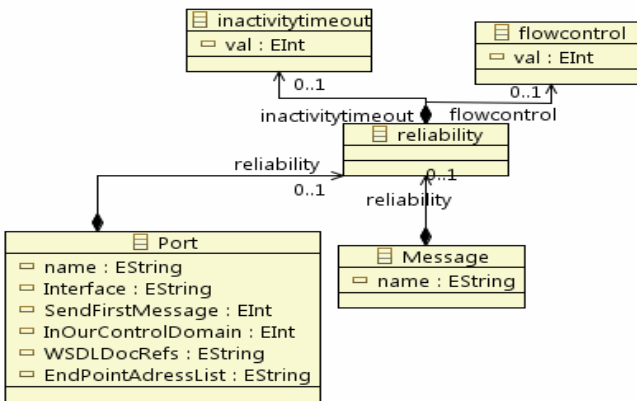 inactivitytimeout
val : EInt
flowcontrol
val : EInt
0..1
0..1
inactivitytimeout
flowcontrol
reliability
reliability
0..1
0..1
reliability
Port
name : EString
Interface : EString
SendFirstMessage : EInt
InOurControlDomain : EInt
WSDLDocRefs : EString
EndPointAdressList : EString
Message
name : EString